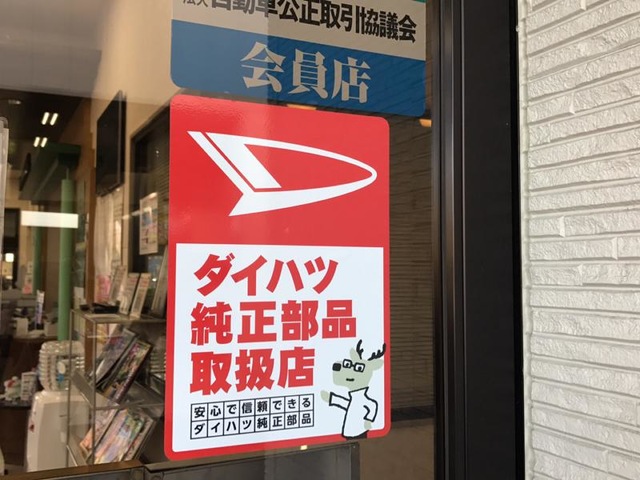 法人自動車公正取引協議会
会員店
ダイハツ
純正部品
取扱店
安心で信頼できる
ダイハツ純正部品